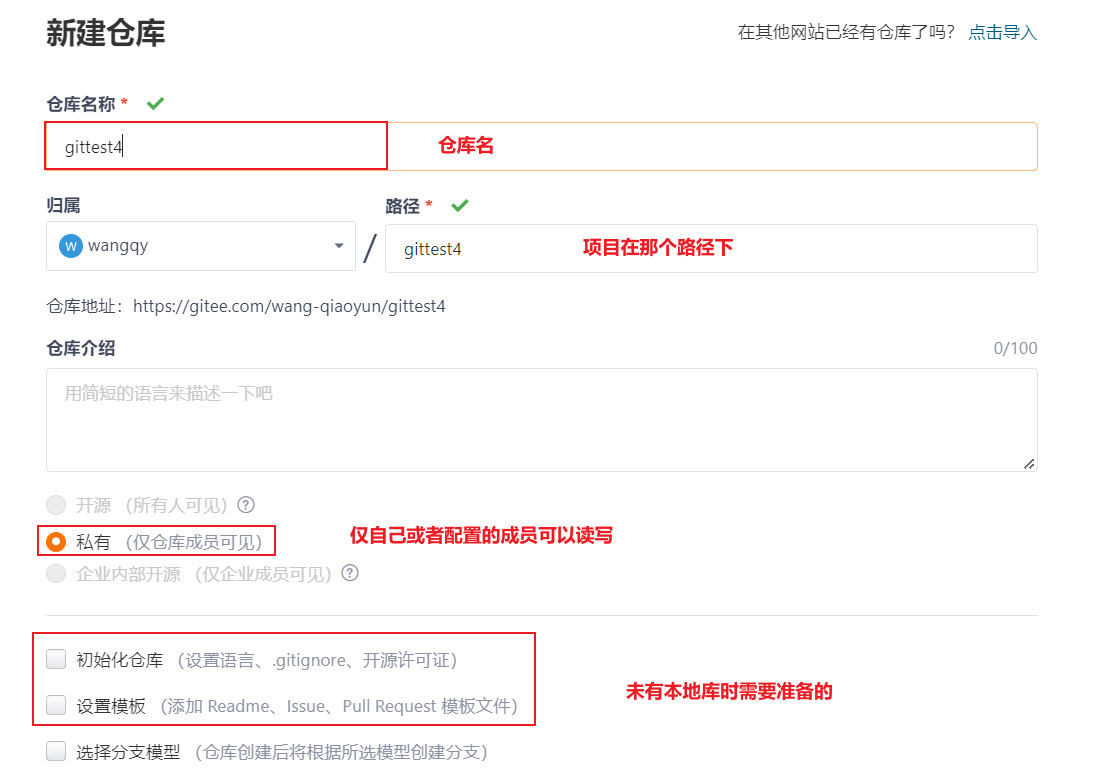 新建仓库
在其他网站已经有仓库了吗? 点击导入
仓库名称 *
gittest4 仓库名
归属 路径 *
W wangqy / gittest4 项目在那个路径下
仓库地址：https://gitee.com/wang-qiaoyun/gittest4
仓库介绍 0/100
用简短的语言来描述一下吧
开源 （所有人可见） ?
私有 （仅仓库成员可见） 仅自己或者配置的成员可以读写
企业内部开源 （仅企业成员可见） ?
初始化仓库 （设置语言、.gitignore、开源许可证）
未有本地库时需要准备的
设置模板 （添加 Readme、Issue、Pull Request 模板文件）
选择分支模型 （仓库创建后将根据所选模型创建分支）